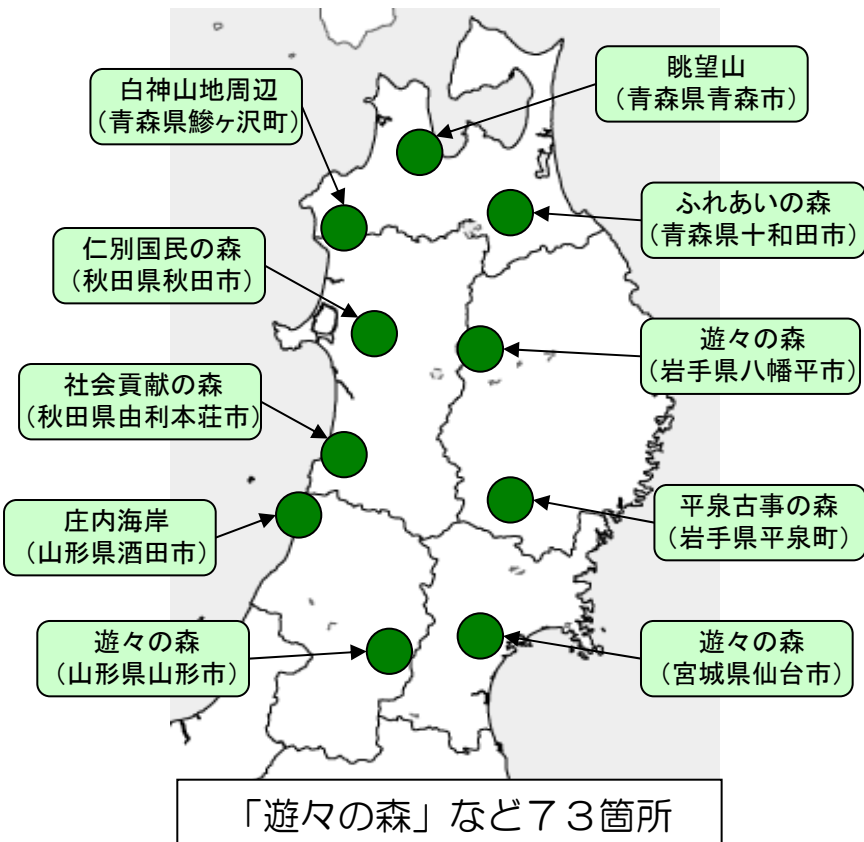 眺望山
(青森県青森市)
白神山地周辺
(青森県鰺ヶ沢町)
ふれあいの森
(青森県十和田市)
仁別国民の森
(秋田県秋田市)
遊々の森
(岩手県八幡平市)
社会貢献の森
(秋田県由利本荘市)
平泉古事の森
(岩手県平泉町)
庄内海岸
(山形県酒田市)
遊々の森
(山形県山形市)
遊々の森
(宮城県仙台市)
「遊々の森」など73箇所